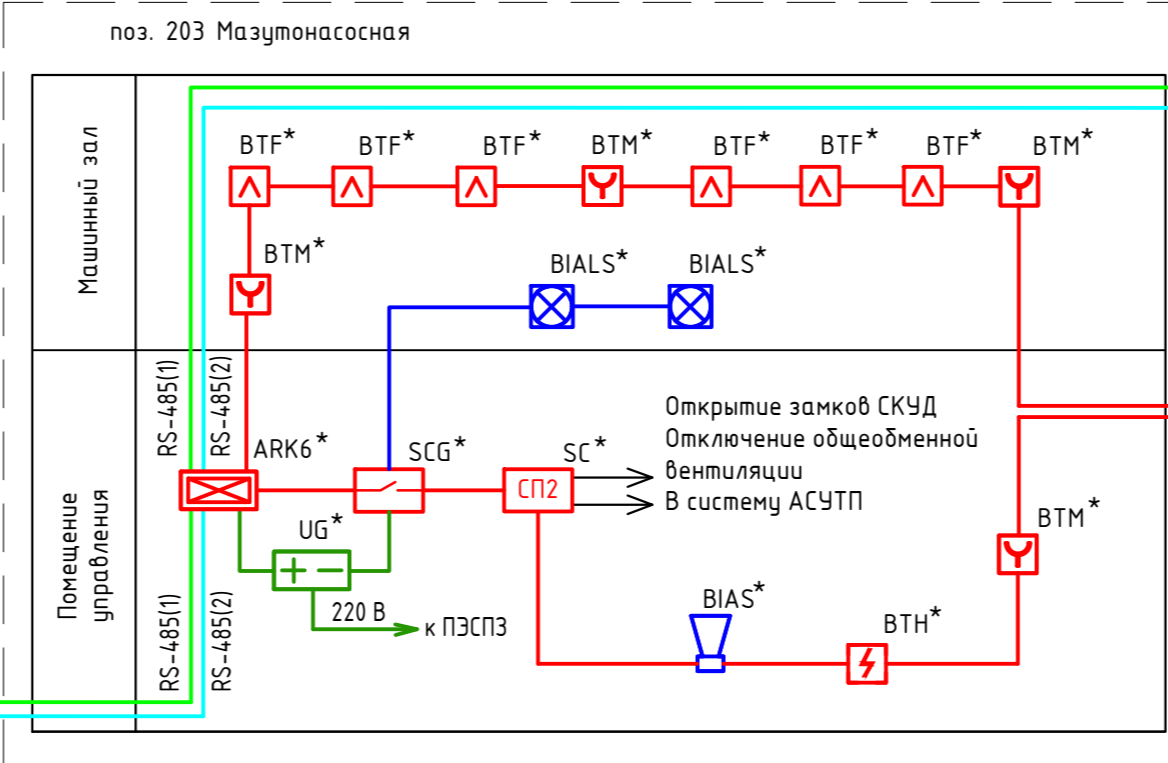 поз. 203 Мазутонасосная
Машинный зал
BTF*
BTF*
BTF*
BTM*
BTF*
BTF*
BTF*
BTM*
BTM*
BIALS*
BIALS*
RS-485(1)
RS-485(2)
Помещение
управления
ARK6*
SCG*
SC*
СП2
Открытие замков СКУД
Отключение общеобменной
вентиляции
В систему АСУТП
UG*
+ −
220 В
к ПЭСПЗ
RS-485(1)
RS-485(2)
BIAS*
BTH*
BTM*